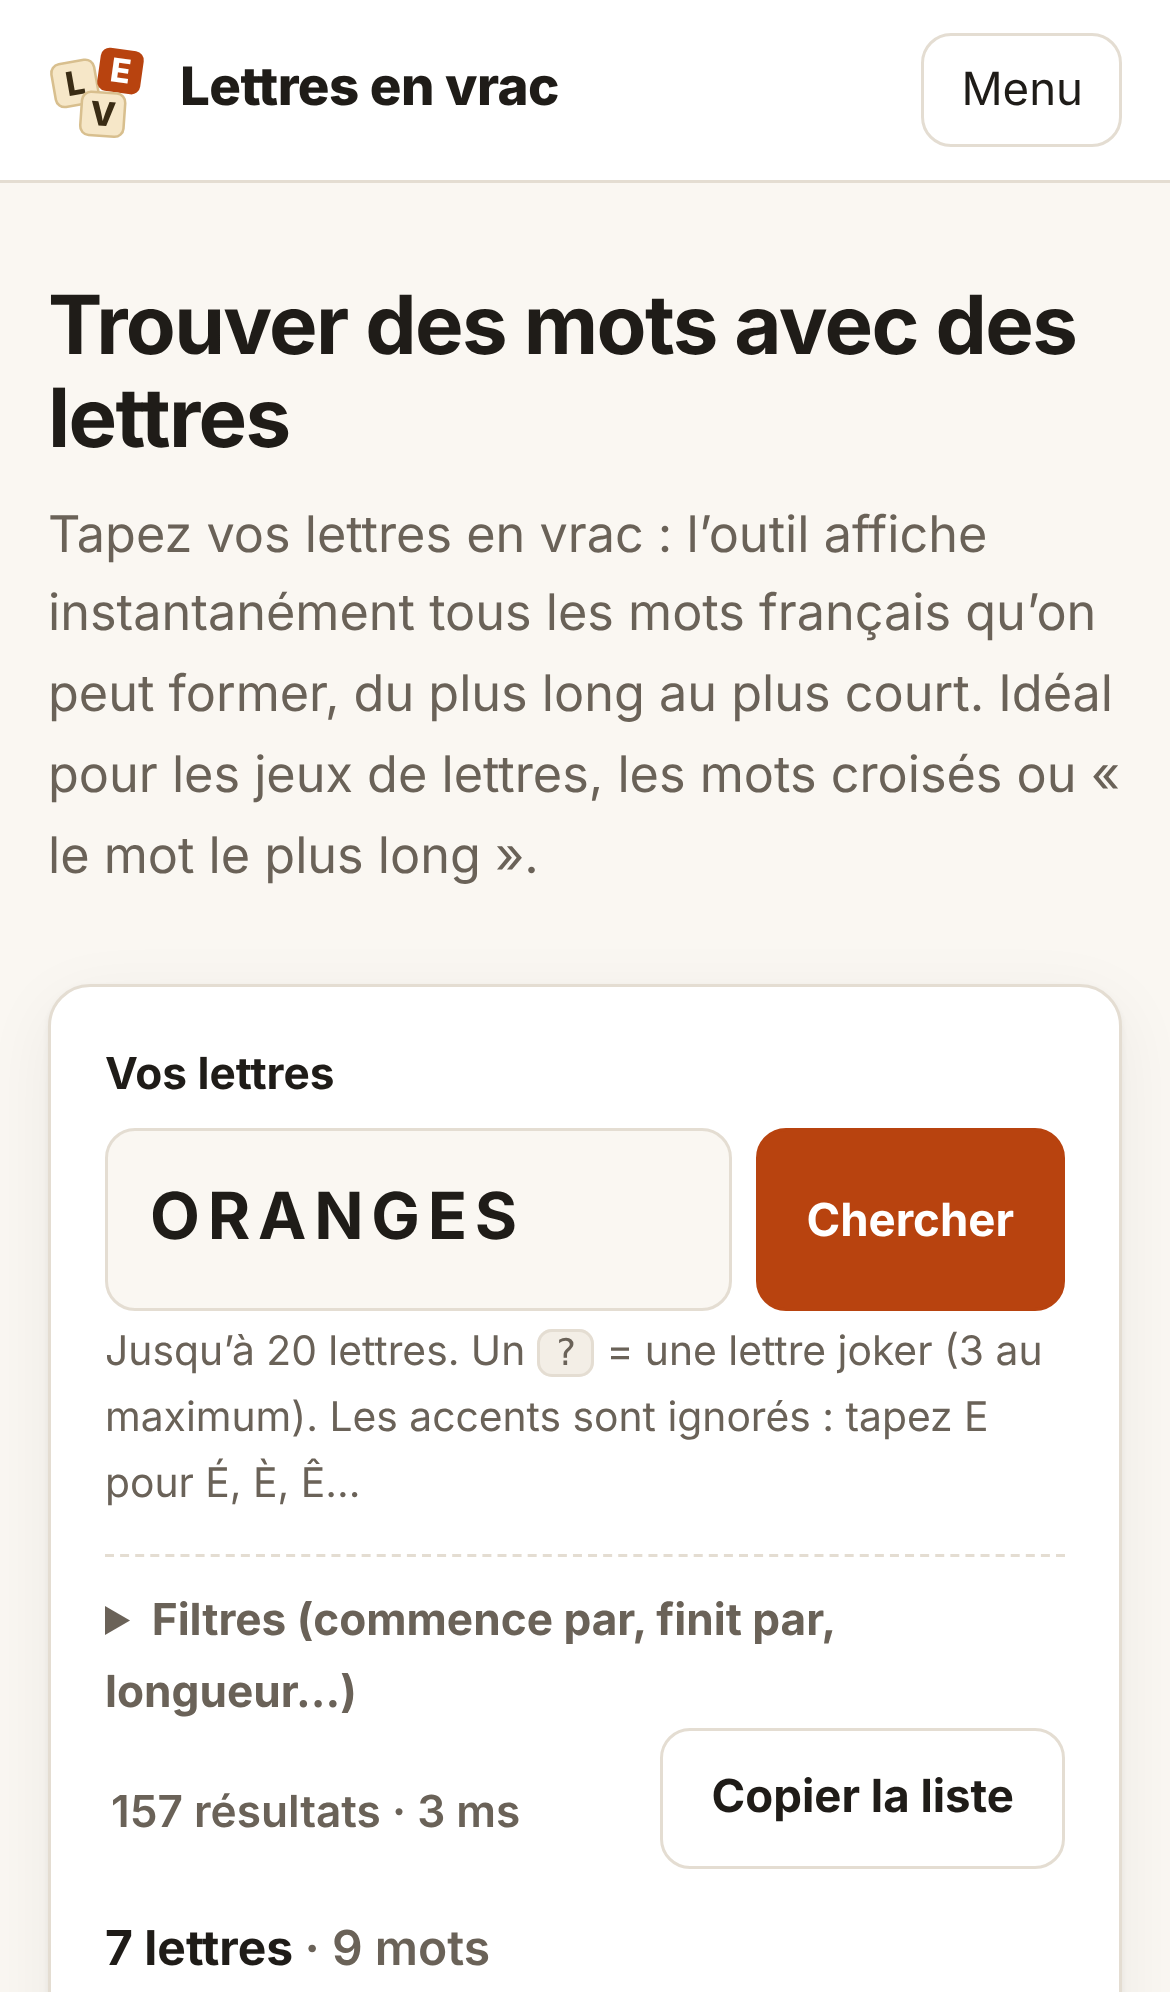 L E V
Lettres en vrac
Menu
Trouver des mots avec des
lettres
Tapez vos lettres en vrac : l’outil affiche
instantanément tous les mots français qu’on
peut former, du plus long au plus court. Idéal
pour les jeux de lettres, les mots croisés ou «
le mot le plus long ».
Vos lettres
ORANGES
Chercher
Jusqu’à 20 lettres. Un ? = une lettre joker (3 au
maximum). Les accents sont ignorés : tapez E
pour É, È, Ê…
▶ Filtres (commence par, finit par,
longueur…)
157 résultats · 3 ms
Copier la liste
7 lettres · 9 mots